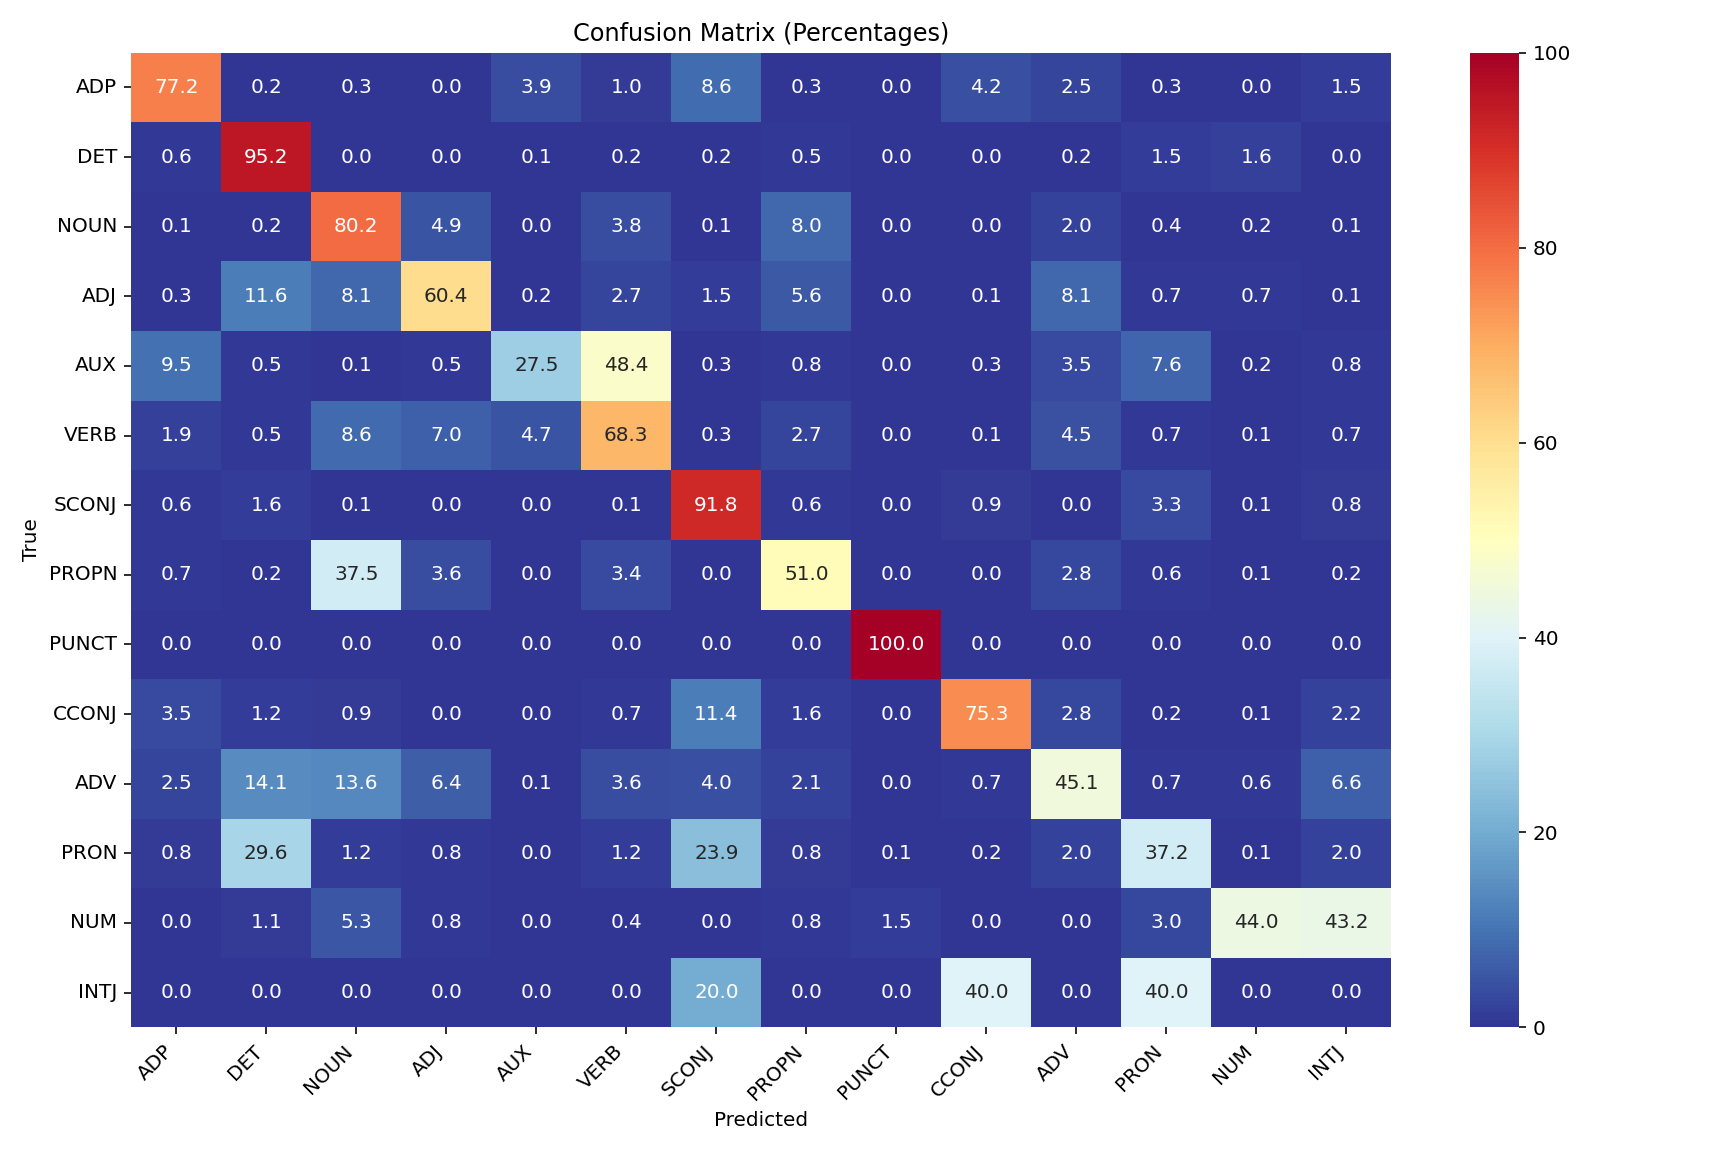 Confusion Matrix (Percentages)
ADP 77.2 0.2 0.3 0.0 3.9 1.0 8.6 0.3 0.0 4.2 2.5 0.3 0.0 1.5
DET 0.6 95.2 0.0 0.0 0.1 0.2 0.2 0.5 0.0 0.0 0.2 1.5 1.6 0.0
NOUN 0.1 0.2 80.2 4.9 0.0 3.8 0.1 8.0 0.0 0.0 2.0 0.4 0.2 0.1
ADJ 0.3 11.6 8.1 60.4 0.2 2.7 1.5 5.6 0.0 0.1 8.1 0.7 0.7 0.1
AUX 9.5 0.5 0.1 0.5 27.5 48.4 0.3 0.8 0.0 0.3 3.5 7.6 0.2 0.8
VERB 1.9 0.5 8.6 7.0 4.7 68.3 0.3 2.7 0.0 0.1 4.5 0.7 0.1 0.7
SCONJ 0.6 1.6 0.1 0.0 0.0 0.1 91.8 0.6 0.0 0.9 0.0 3.3 0.1 0.8
PROPN 0.7 0.2 37.5 3.6 0.0 3.4 0.0 51.0 0.0 0.0 2.8 0.6 0.1 0.2
PUNCT 0.0 0.0 0.0 0.0 0.0 0.0 0.0 0.0 100.0 0.0 0.0 0.0 0.0 0.0
CCONJ 3.5 1.2 0.9 0.0 0.0 0.7 11.4 1.6 0.0 75.3 2.8 0.2 0.1 2.2
ADV 2.5 14.1 13.6 6.4 0.1 3.6 4.0 2.1 0.0 0.7 45.1 0.7 0.6 6.6
PRON 0.8 29.6 1.2 0.8 0.0 1.2 23.9 0.8 0.1 0.2 2.0 37.2 0.1 2.0
NUM 0.0 1.1 5.3 0.8 0.0 0.4 0.0 0.8 1.5 0.0 0.0 3.0 44.0 43.2
INTJ 0.0 0.0 0.0 0.0 0.0 0.0 20.0 0.0 0.0 40.0 0.0 40.0 0.0 0.0
True
ADP DET NOUN ADJ AUX VERB SCONJ PROPN PUNCT CCONJ ADV PRON NUM INTJ
Predicted
100
80
60
40
20
0